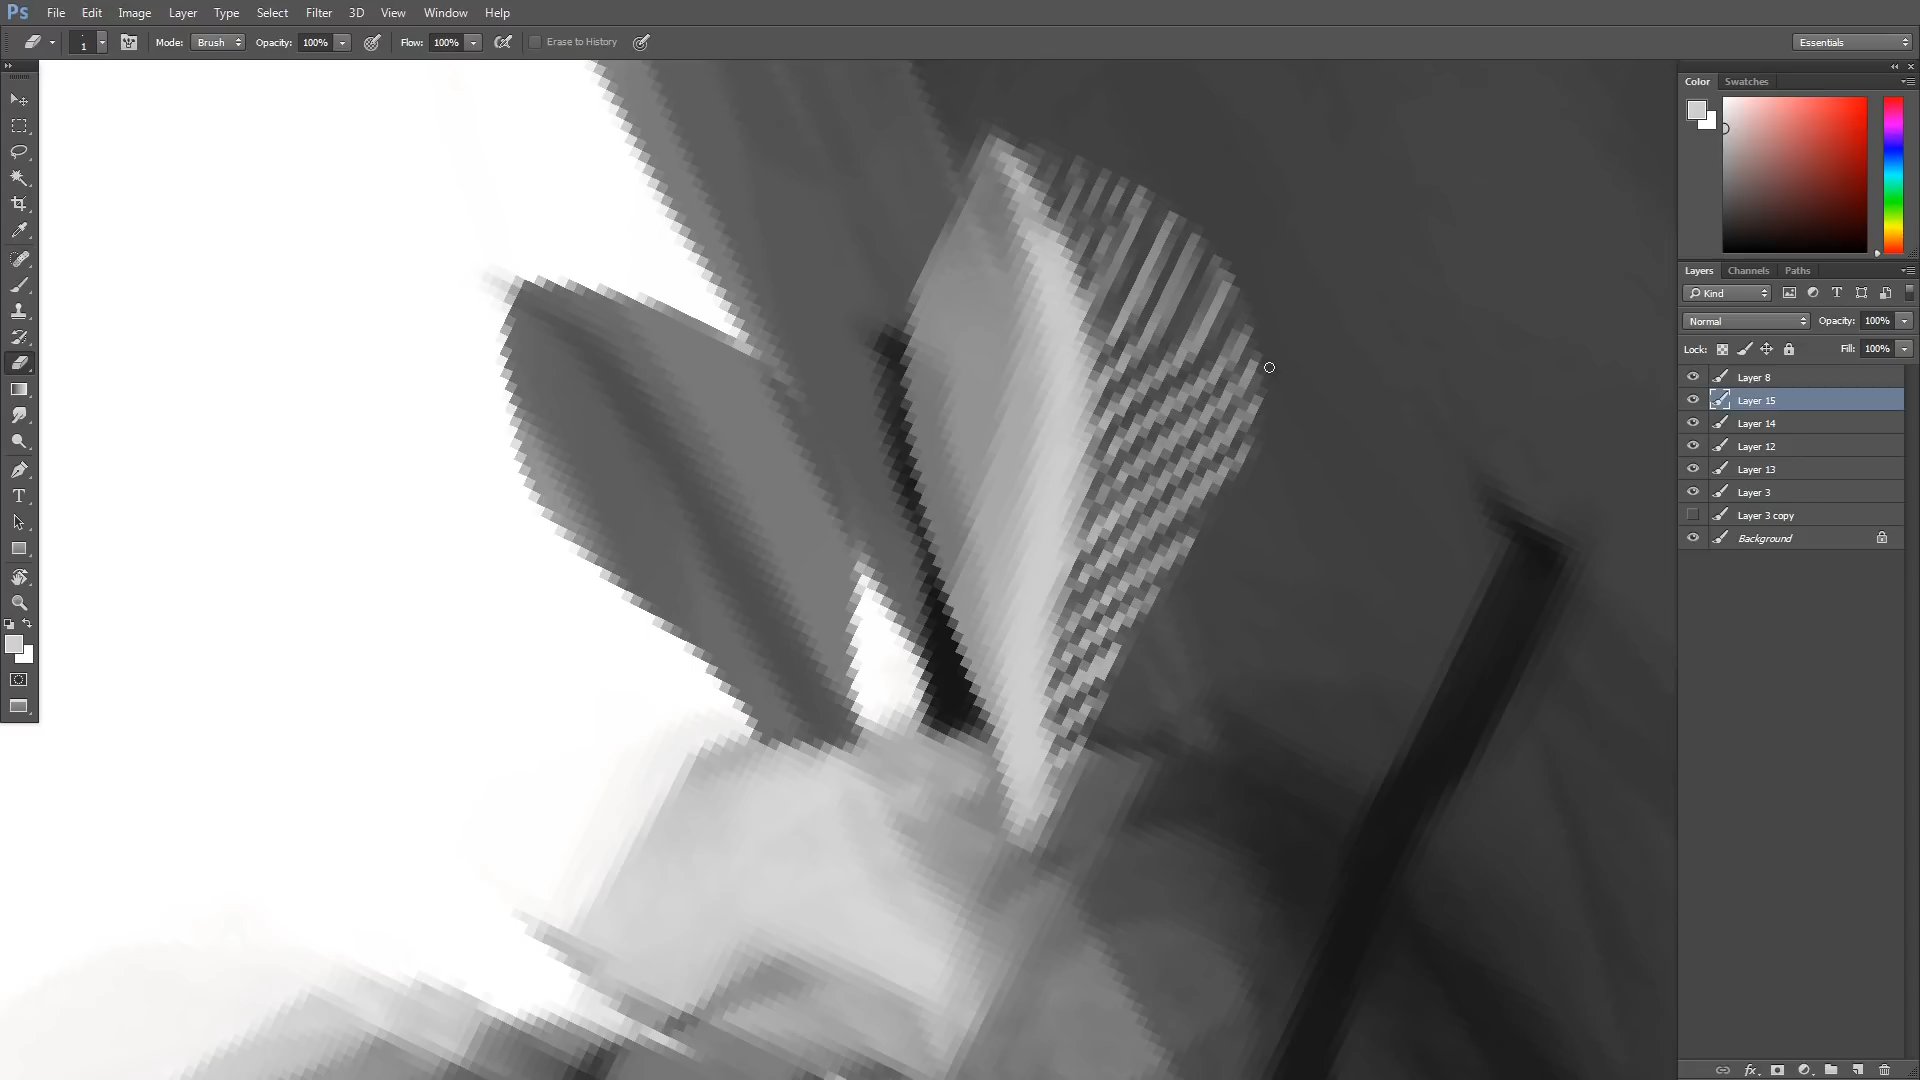 Ps File Edit Image Layer Type Select Filter 3D View Window Help
1 Mode: Brush Opacity: 100% Flow: 100% Erase to History Essentials
Color Swatches
Layers Channels Paths
Kind
Normal Opacity: 100%
Lock: Fill: 100%
Layer 8
Layer 15
Layer 14
Layer 12
Layer 13
Layer 3
Layer 3 copy
Background